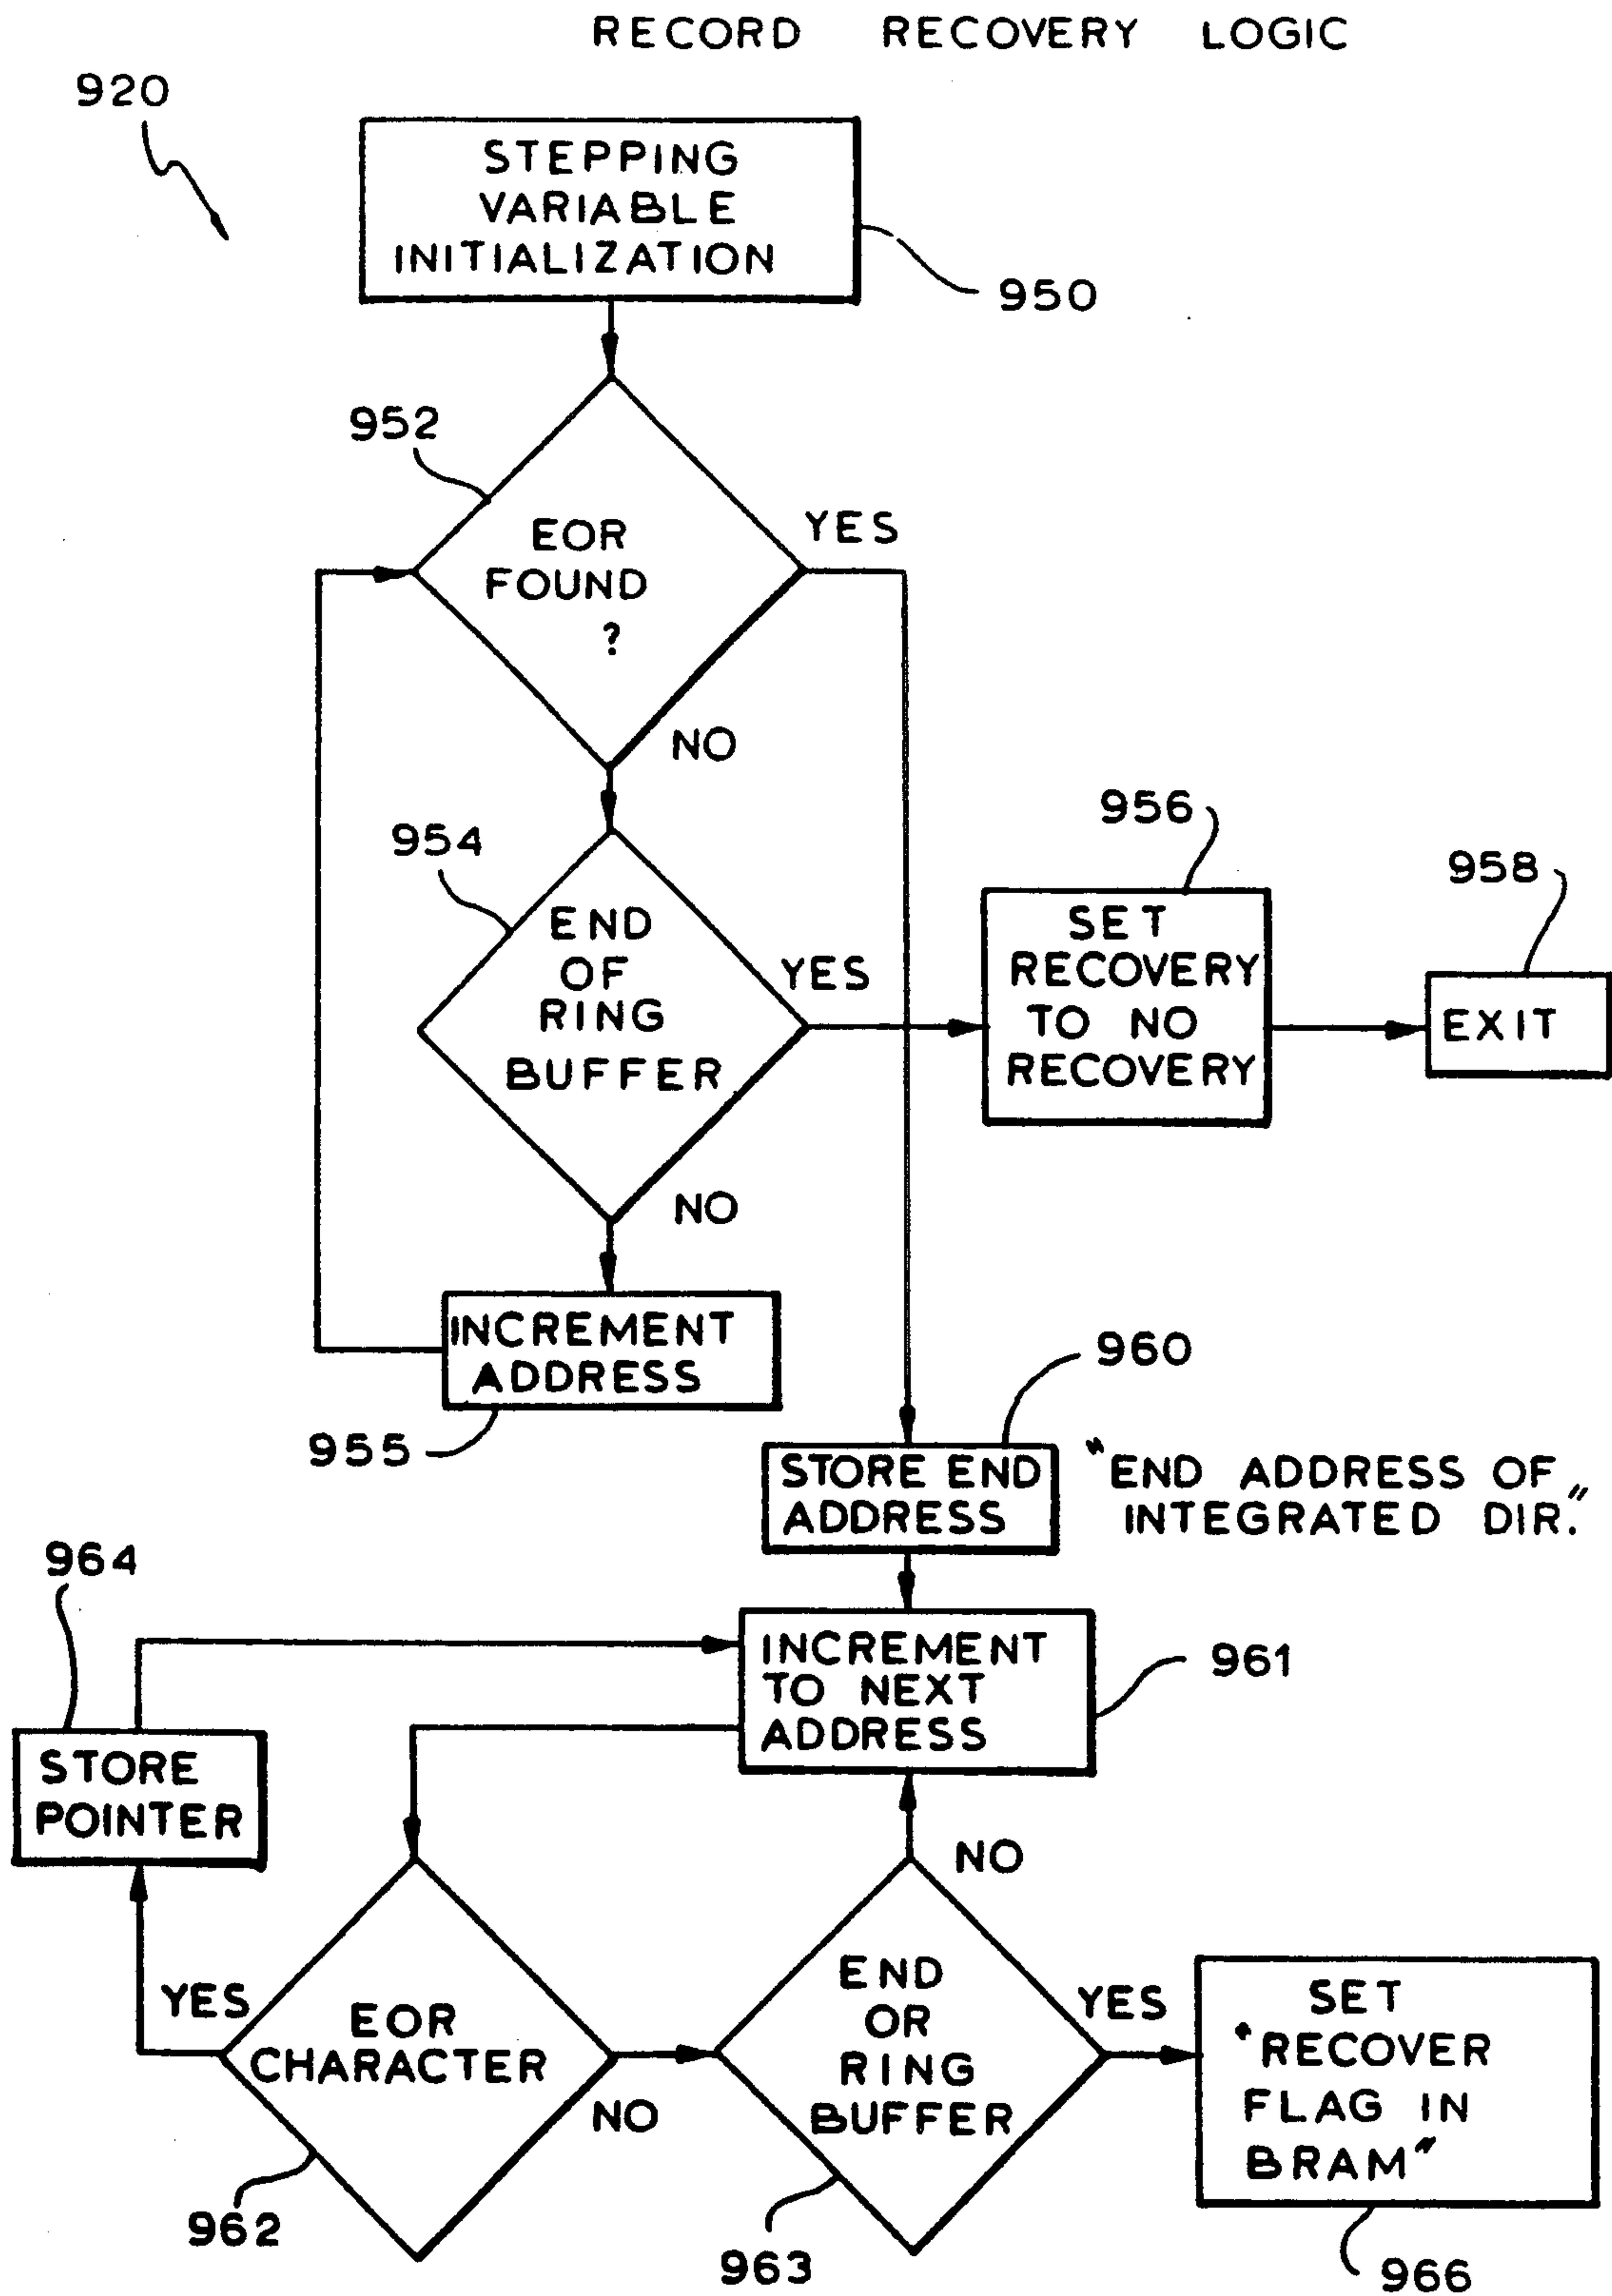 RECORD RECOVERY LOGIC
920
STEPPING
VARIABLE
INITIALIZATION
950
952
EOR
FOUND
?
YES
NO
954
END
OF
RING
BUFFER
YES
NO
956
SET
RECOVERY
TO NO
RECOVERY
958
EXIT
INCREMENT
ADDRESS
955
960
STORE END
ADDRESS
"END ADDRESS OF
INTEGRATED DIR."
964
STORE
POINTER
INCREMENT
TO NEXT
ADDRESS
961
YES
EOR
CHARACTER
NO
962
NO
END
OR
RING
BUFFER
YES
963
SET
"RECOVER
FLAG IN
BRAM"
966